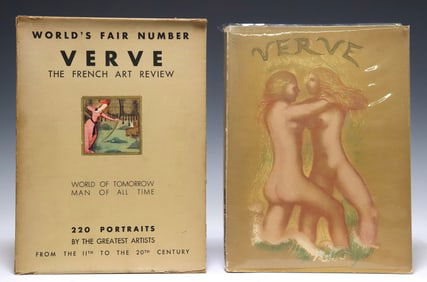 WORLD'S FAIR NUMBER
VERVE
THE FRENCH ART REVIEW
WORLD OF TOMORROW
MAN OF ALL TIME
220 PORTRAITS
BY THE GREATEST ARTISTS
FROM THE 11TH TO THE 20TH CENTURY
VERVE